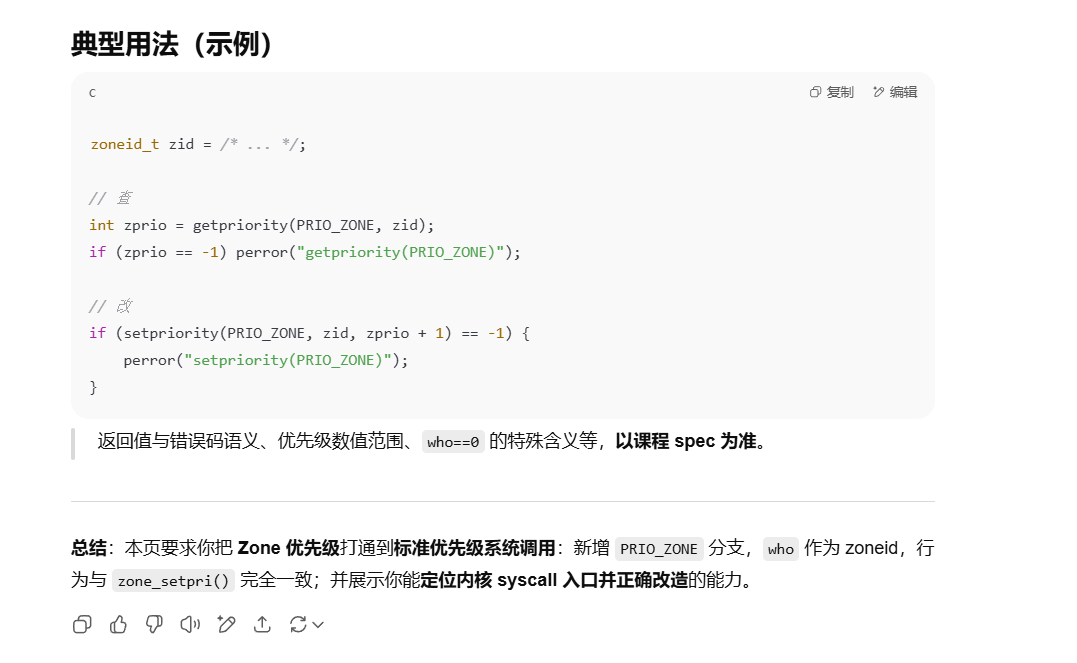 典型用法（示例）
c
复制
编辑
zoneid_t zid = /* ... */;
// 查
int zprio = getpriority(PRIO_ZONE, zid);
if (zprio == -1) perror("getpriority(PRIO_ZONE)");
// 改
if (setpriority(PRIO_ZONE, zid, zprio + 1) == -1) {
    perror("setpriority(PRIO_ZONE)");
}
返回值与错误码语义、优先级数值范围、 who==0 的特殊含义等，以课程 spec 为准。
总结：本页要求你把 Zone 优先级打通到标准优先级系统调用：新增 PRIO_ZONE 分支， who 作为 zoneid，行
为与 zone_setpri() 完全一致；并展示你能定位内核 syscall 入口并正确改造的能力。